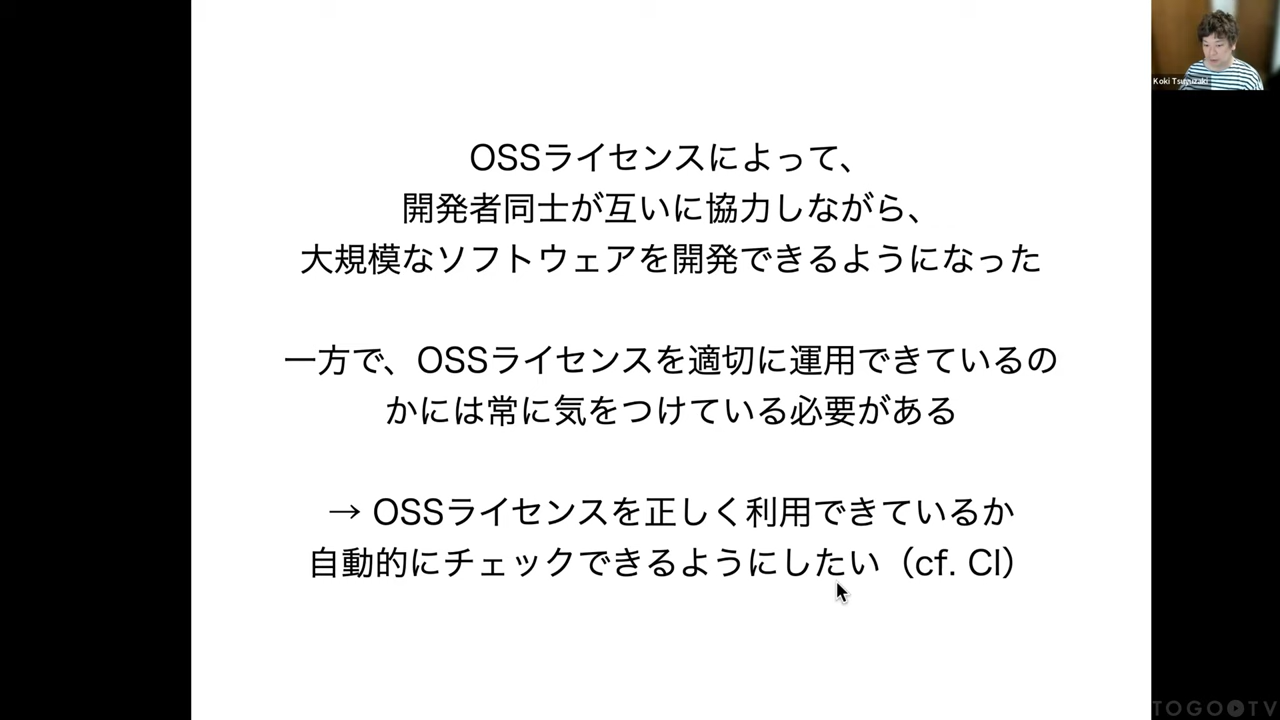 OSSライセンスによって、
開発者同士が互いに協力しながら、
大規模なソフトウェアを開発できるようになった
一方で、OSSライセンスを適切に運用できているの
かには常に気をつけている必要がある
→ OSSライセンスを正しく利用できているか
自動的にチェックできるようにしたい（cf. CI）
Koki
TOGOTV